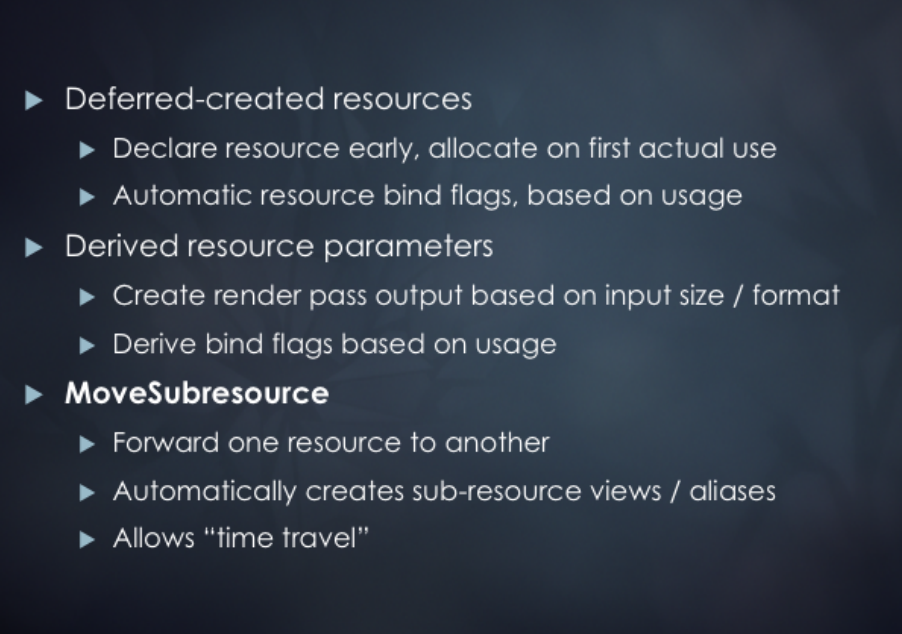 Deferred-created resources
Declare resource early, allocate on first actual use
Automatic resource bind flags, based on usage
Derived resource parameters
Create render pass output based on input size / format
Derive bind flags based on usage
MoveSubresource
Forward one resource to another
Automatically creates sub-resource views / aliases
Allows “time travel”